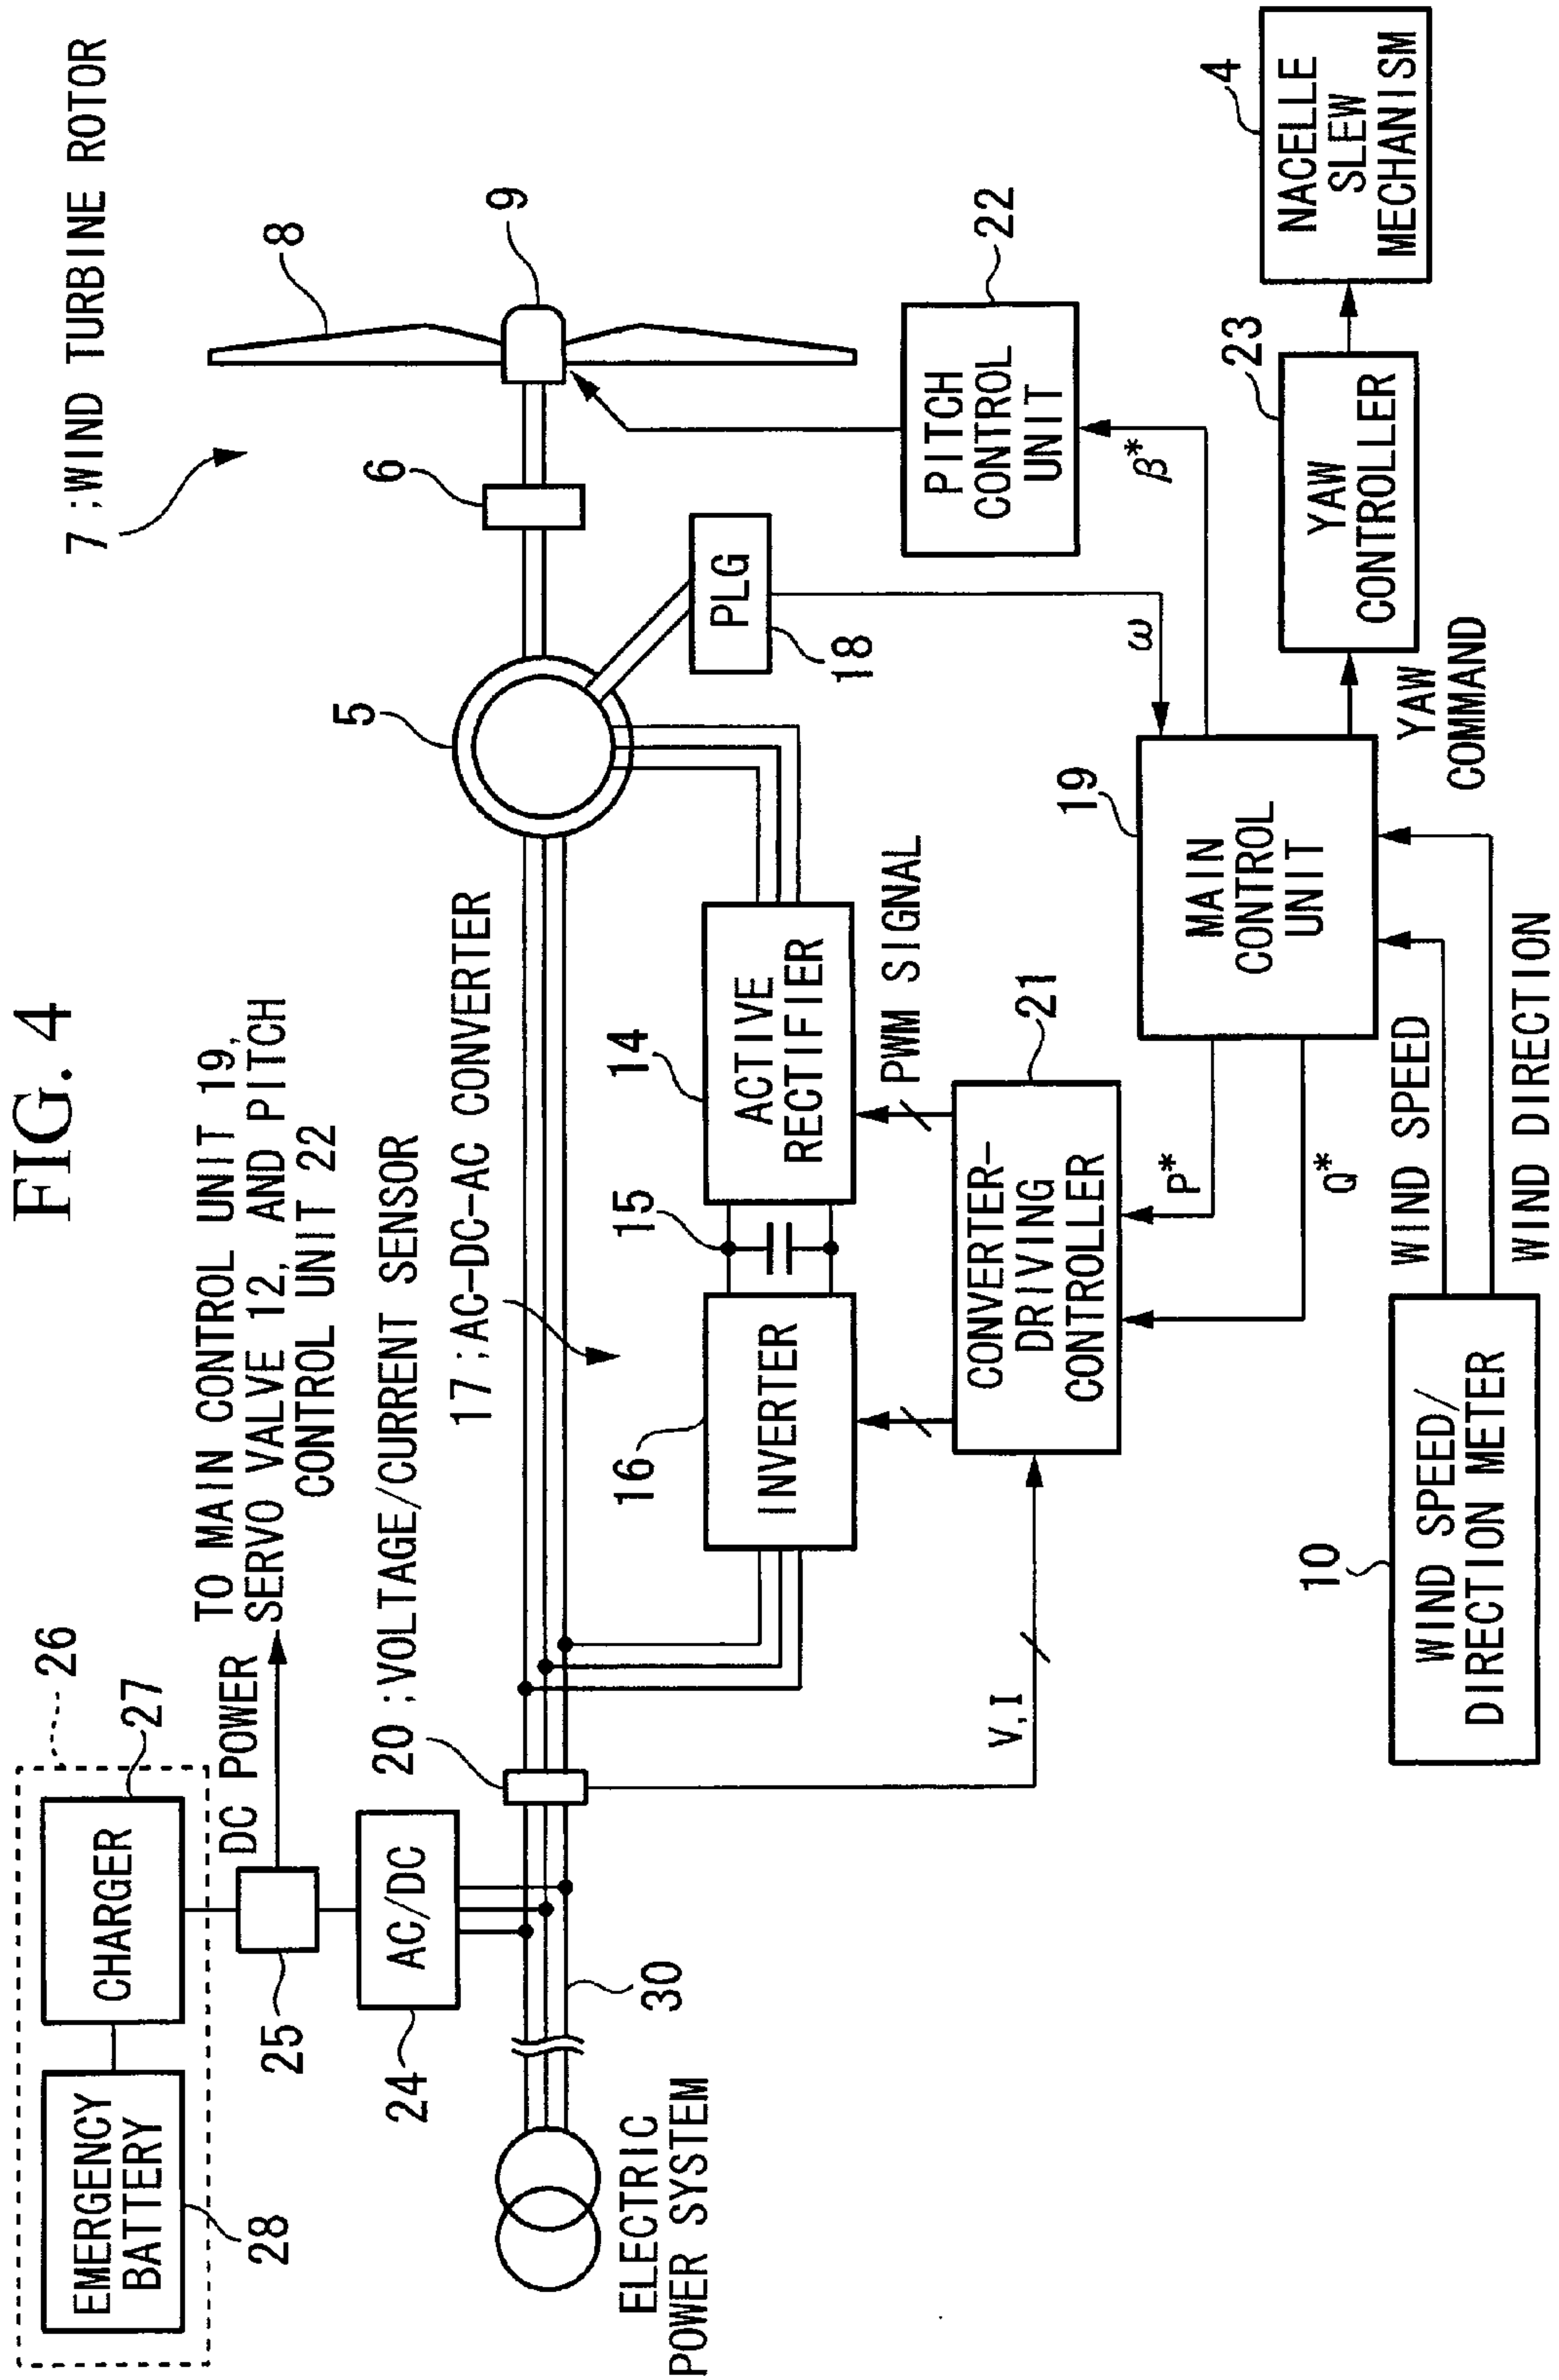 FIG. 4
26
27
28
CHARGER
EMERGENCY
BATTERY
25
DC POWER
TO MAIN CONTROL UNIT 19,
SERVO VALVE 12, AND PITCH
CONTROL UNIT 22
24
AC/DC
20 ;VOLTAGE/CURRENT SENSOR
17 ;AC-DC-AC CONVERTER
7 ;WIND TURBINE ROTOR
8
9
6
5
30
ELECTRIC
POWER SYSTEM
16
INVERTER
15
14
ACTIVE
RECTIFIER
PLG
18
PITCH
CONTROL
UNIT
22
PWM SIGNAL
V,I
CONVERTER-
DRIVING
CONTROLLER
21
P*
Q*
ω
β*
19
MAIN
CONTROL
UNIT
23
YAW
CONTROLLER
YAW
COMMAND
4
NACELLE
SLEW
MECHANISM
10
WIND SPEED/
DIRECTION METER
WIND SPEED
WIND DIRECTION